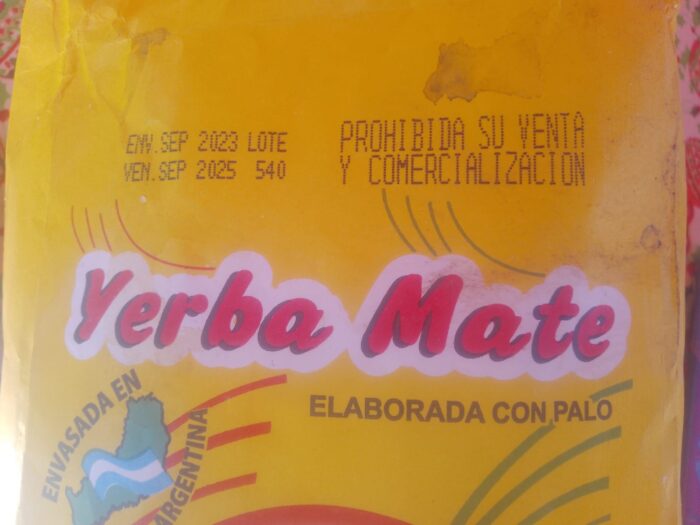 ENV.SEP 2023 LOTE
VEN.SEP 2025 540
PROHIBIDA SU VENTA
Y COMERCIALIZACION
Yerba Mate
ELABORADA CON PALO
ENVASADA EN
ARGENTINA